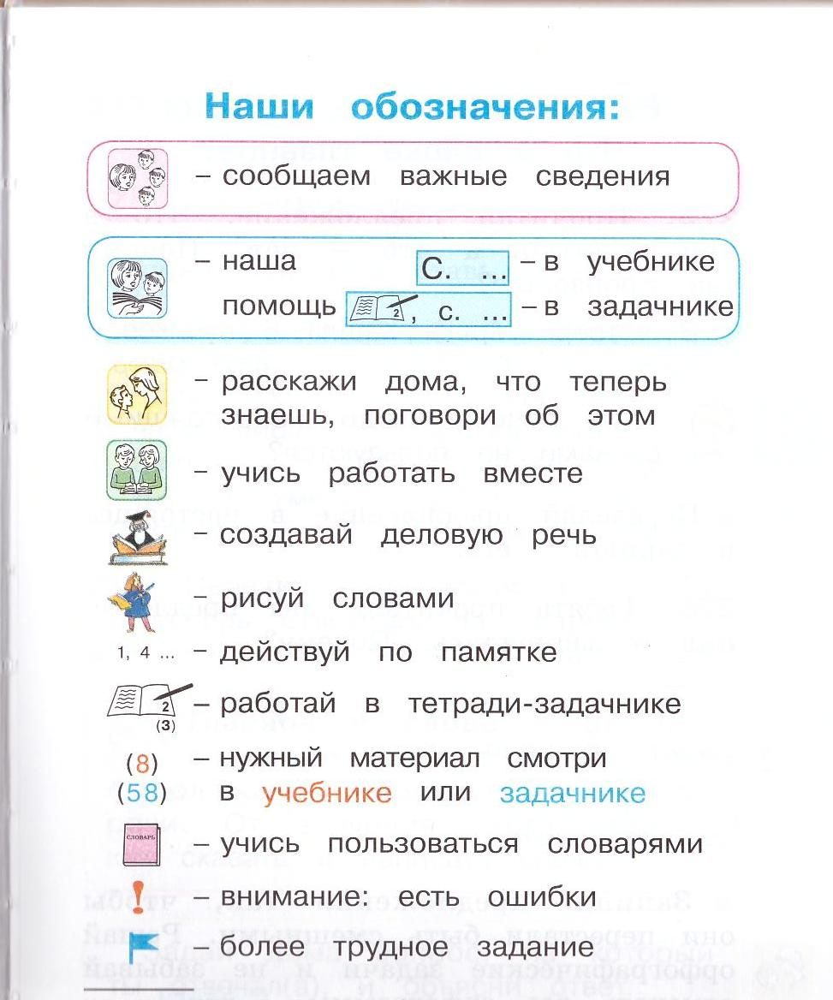 Наши обозначения:
– сообщаем важные сведения
– наша С. ... – в учебнике
помощь 2, с. ... – в задачнике
– расскажи дома, что теперь
знаешь, поговори об этом
– учись работать вместе
– создавай деловую речь
– рисуй словами
1, 4 ... – действуй по памятке
2 – работай в тетради-задачнике
(3)
(8) – нужный материал смотри
(58) в учебнике или задачнике
СЛОВАРЬ – учись пользоваться словарями
! – внимание: есть ошибки
– более трудное задание